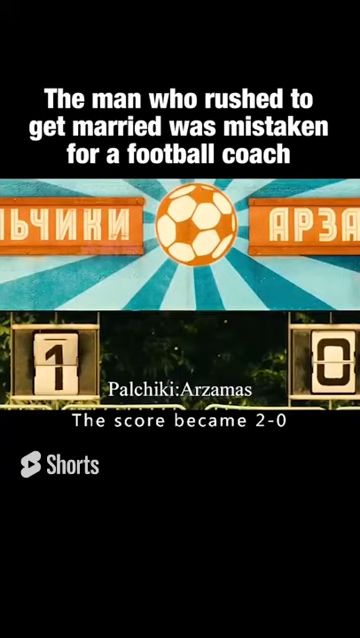 The man who rushed to
get married was mistaken
for a football coach
ЛЬЧИКИ АРЗА
1 0
Palchiki:Arzamas
The score became 2-0
Shorts